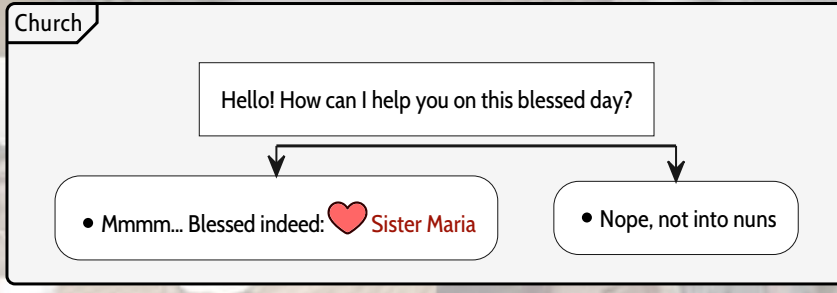 Church
Hello! How can I help you on this blessed day?
• Mmmm... Blessed indeed: ❤ Sister Maria
• Nope, not into nuns